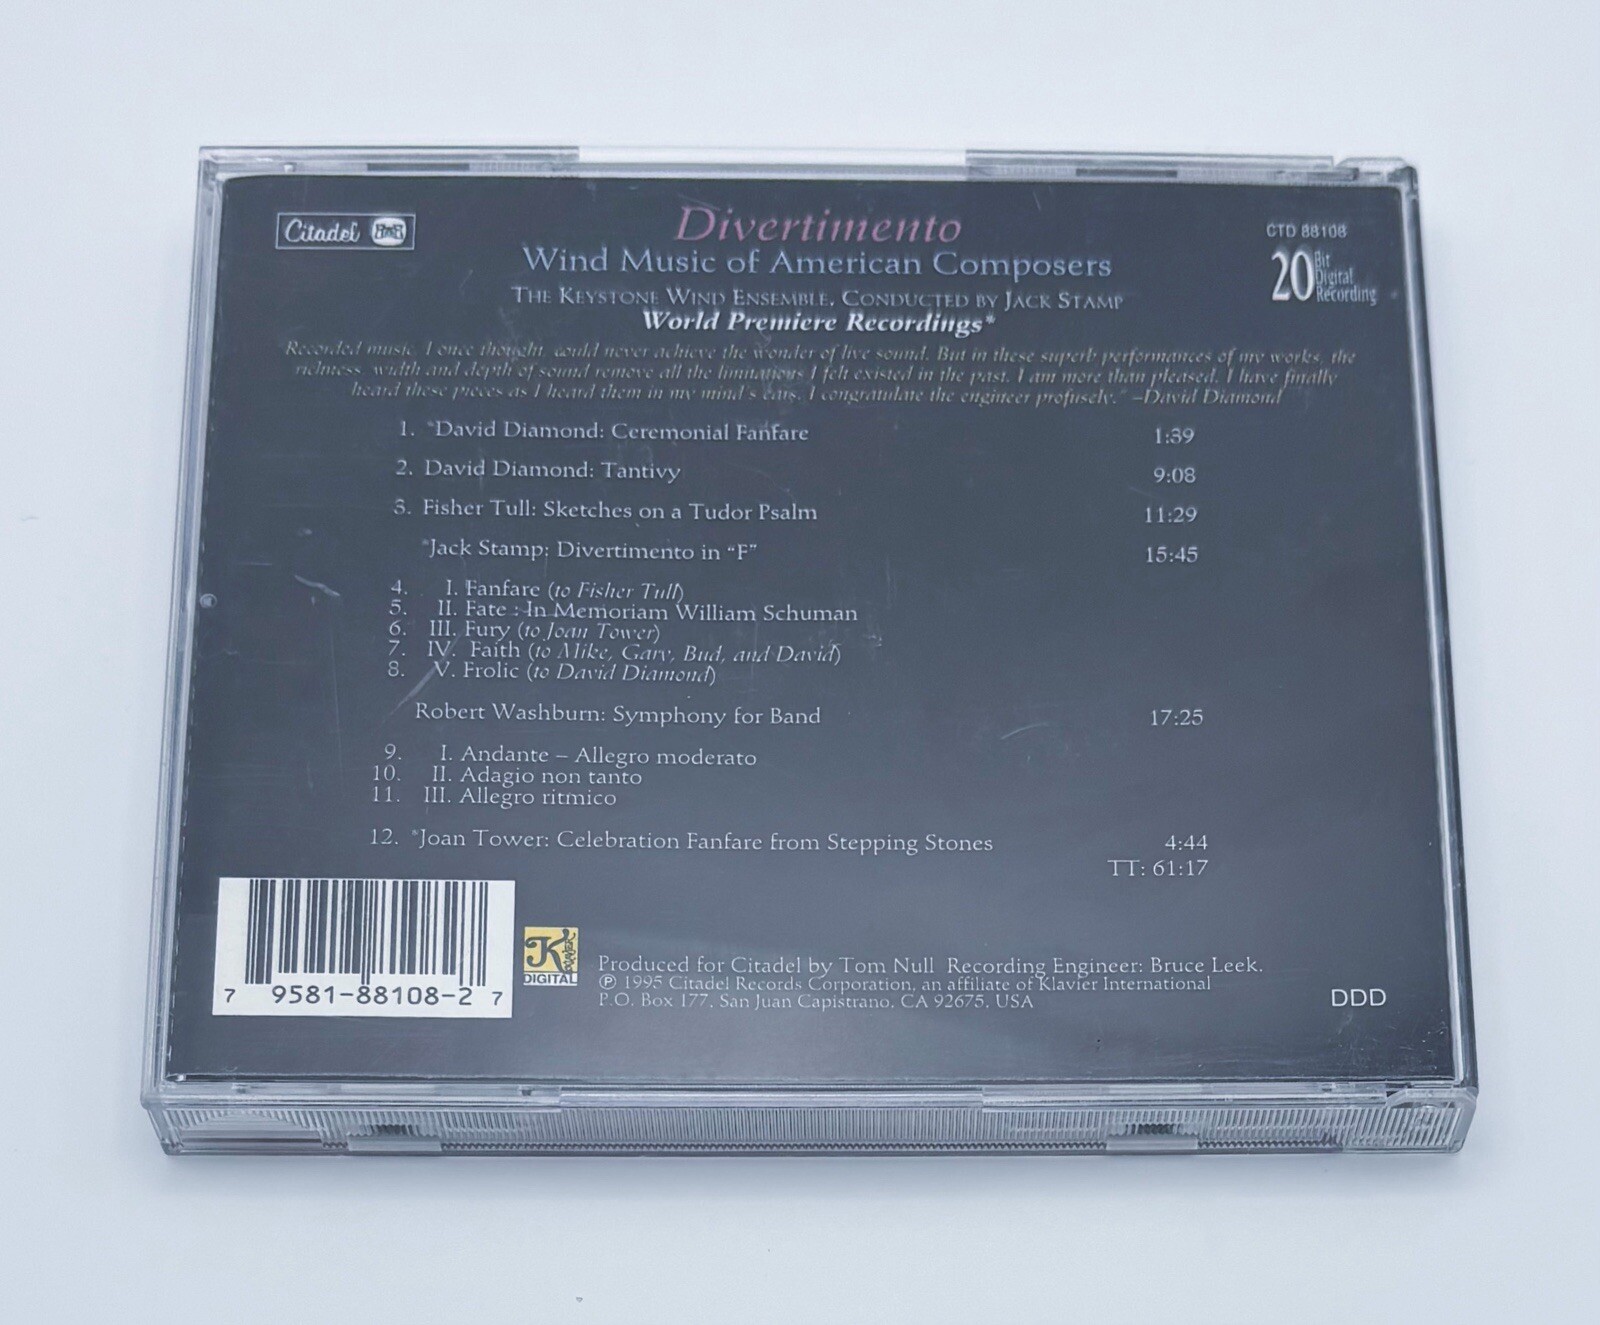 Citadel
Divertimento
CTD 88108
Wind Music of American Composers
20 Bit Digital Recording
The Keystone Wind Ensemble, Conducted by Jack Stamp
World Premiere Recordings*
Recorded music, I once thought, could never achieve the wonder of live sound. But in these superb performances of my works, the
richness, width and depth of sound remove all the limitations I felt existed in the past. I am more than pleased. I have finally
heard these pieces as I heard them in my mind's ears. I congratulate the engineer profusely." –David Diamond
1. *David Diamond: Ceremonial Fanfare 1:39
2. David Diamond: Tantivy 9:08
3. Fisher Tull: Sketches on a Tudor Psalm 11:29
*Jack Stamp: Divertimento in "F" 15:45
4. I. Fanfare (to Fisher Tull)
5. II. Fate : In Memoriam William Schuman
6. III. Fury (to Joan Tower)
7. IV. Faith (to Mike, Gary, Bud, and David)
8. V. Frolic (to David Diamond)
Robert Washburn: Symphony for Band 17:25
9. I. Andante – Allegro moderato
10. II. Adagio non tanto
11. III. Allegro ritmico
12. *Joan Tower: Celebration Fanfare from Stepping Stones 4:44
TT: 61:17
7 9581-88108-2 7
K KLAVIER
DIGITAL
Produced for Citadel by Tom Null Recording Engineer: Bruce Leek.
℗ 1995 Citadel Records Corporation, an affiliate of Klavier International
P.O. Box 177, San Juan Capistrano, CA 92675, USA
DDD